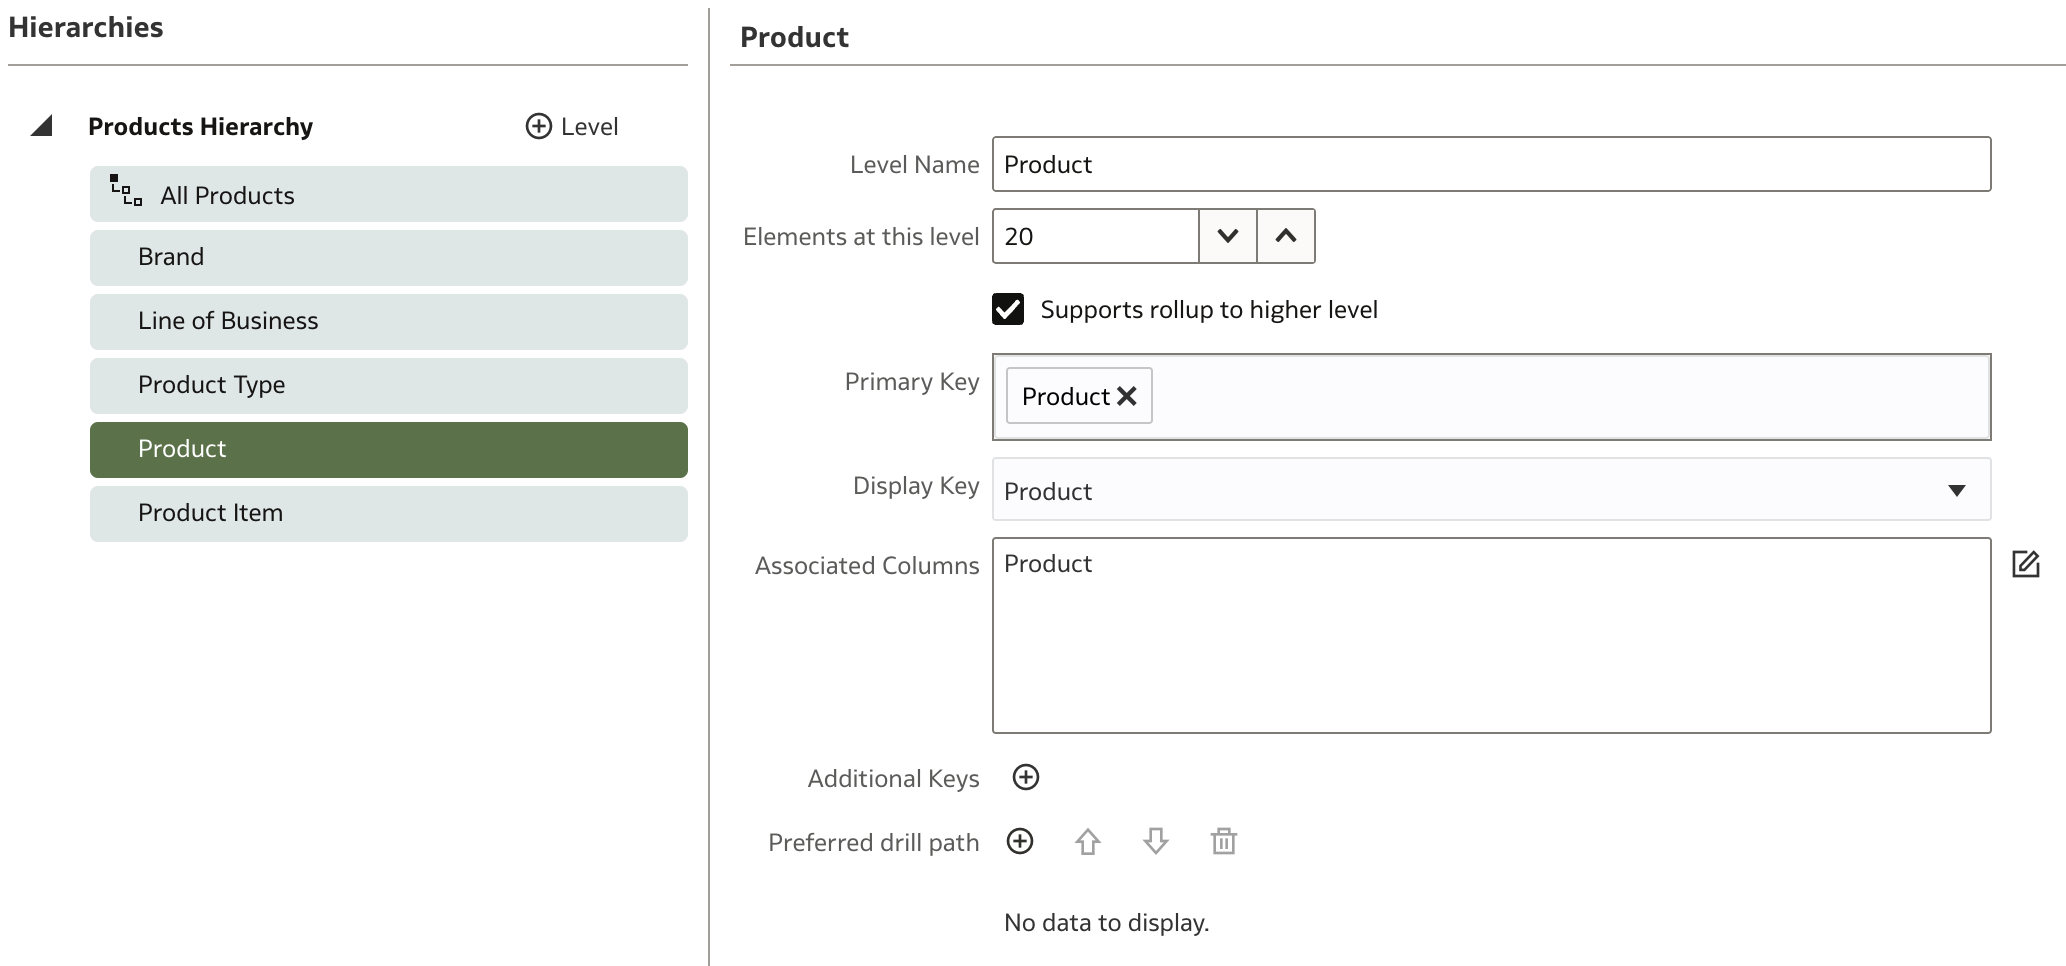 Hierarchies
Products Hierarchy
Level
All Products
Brand
Line of Business
Product Type
Product
Product Item
Product
Level Name
Product
Elements at this level
20
Supports rollup to higher level
Primary Key
Product
Display Key
Product
Associated Columns
Product
Additional Keys
Preferred drill path
No data to display.